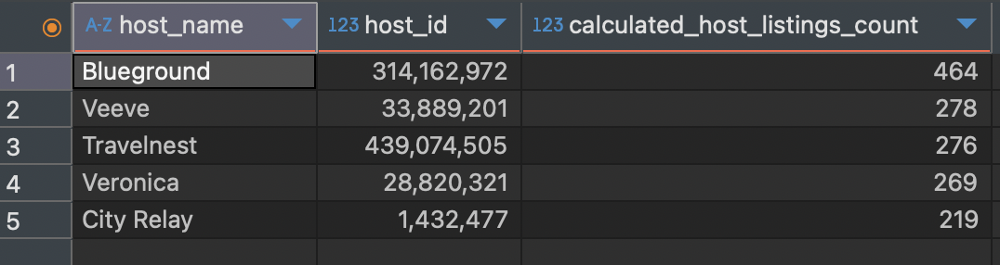 A-Z host_name 123 host_id 123 calculated_host_listings_count
1 Blueground 314,162,972 464
2 Veeve 33,889,201 278
3 Travelnest 439,074,505 276
4 Veronica 28,820,321 269
5 City Relay 1,432,477 219